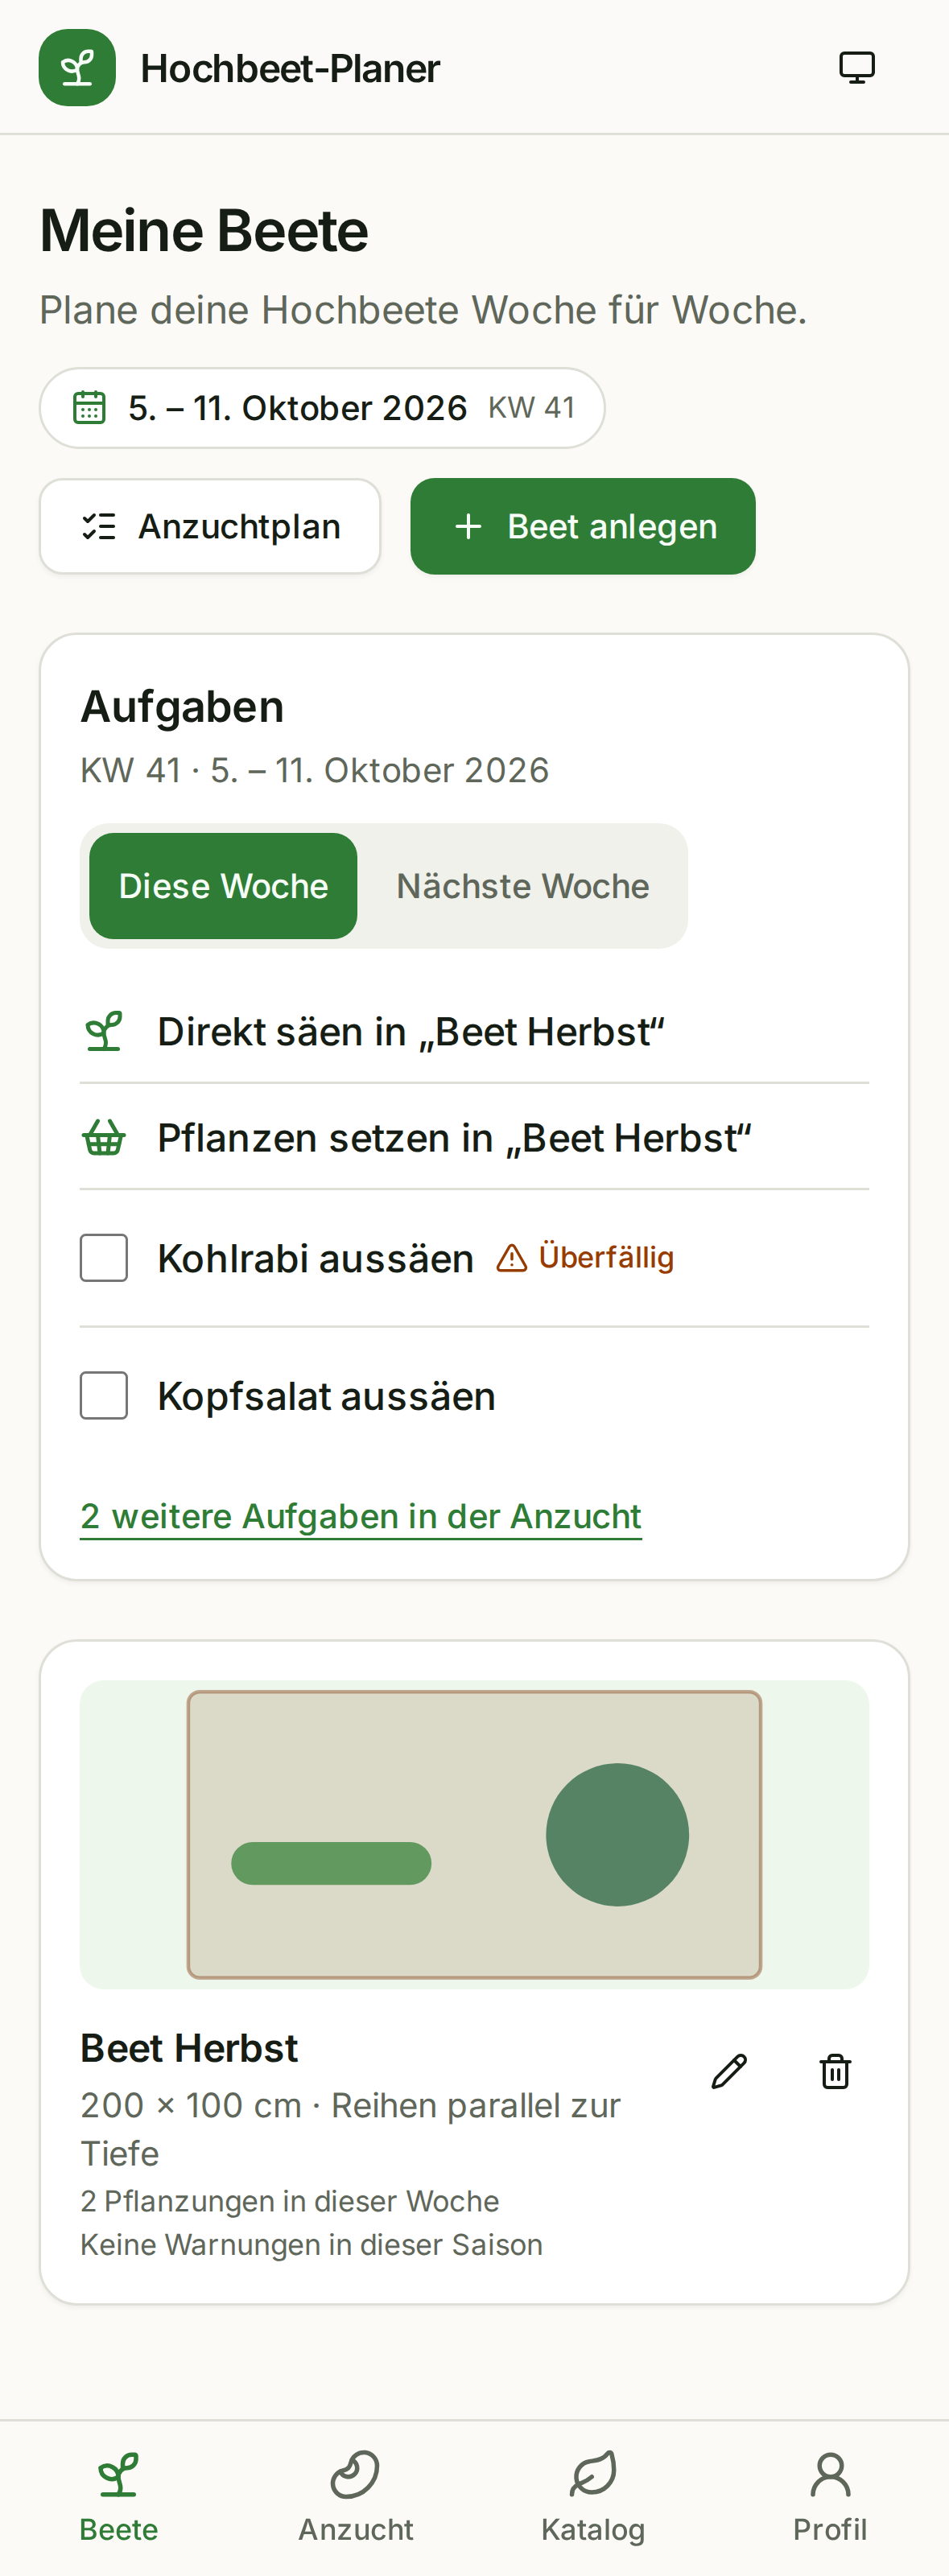 Hochbeet-Planer
Meine Beete
Plane deine Hochbeete Woche für Woche.
5. – 11. Oktober 2026 KW 41
Anzuchtplan
Beet anlegen
Aufgaben
KW 41 · 5. – 11. Oktober 2026
Diese Woche
Nächste Woche
Direkt säen in „Beet Herbst“
Pflanzen setzen in „Beet Herbst“
Kohlrabi aussäen Überfällig
Kopfsalat aussäen
2 weitere Aufgaben in der Anzucht
Beet Herbst
200 × 100 cm · Reihen parallel zur
Tiefe
2 Pflanzungen in dieser Woche
Keine Warnungen in dieser Saison
Beete
Anzucht
Katalog
Profil